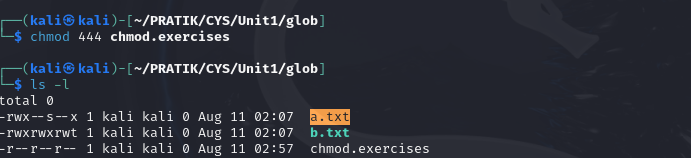 ┌──(kali㉿kali)-[~/PRATIK/CYS/Unit1/glob]
└─$ chmod 444 chmod.exercises
┌──(kali㉿kali)-[~/PRATIK/CYS/Unit1/glob]
└─$ ls -l
total 0
-rwx--s--x 1 kali kali 0 Aug 11 02:07 a.txt
-rwxrwxrwt 1 kali kali 0 Aug 11 02:07 b.txt
-r--r--r-- 1 kali kali 0 Aug 11 02:57 chmod.exercises